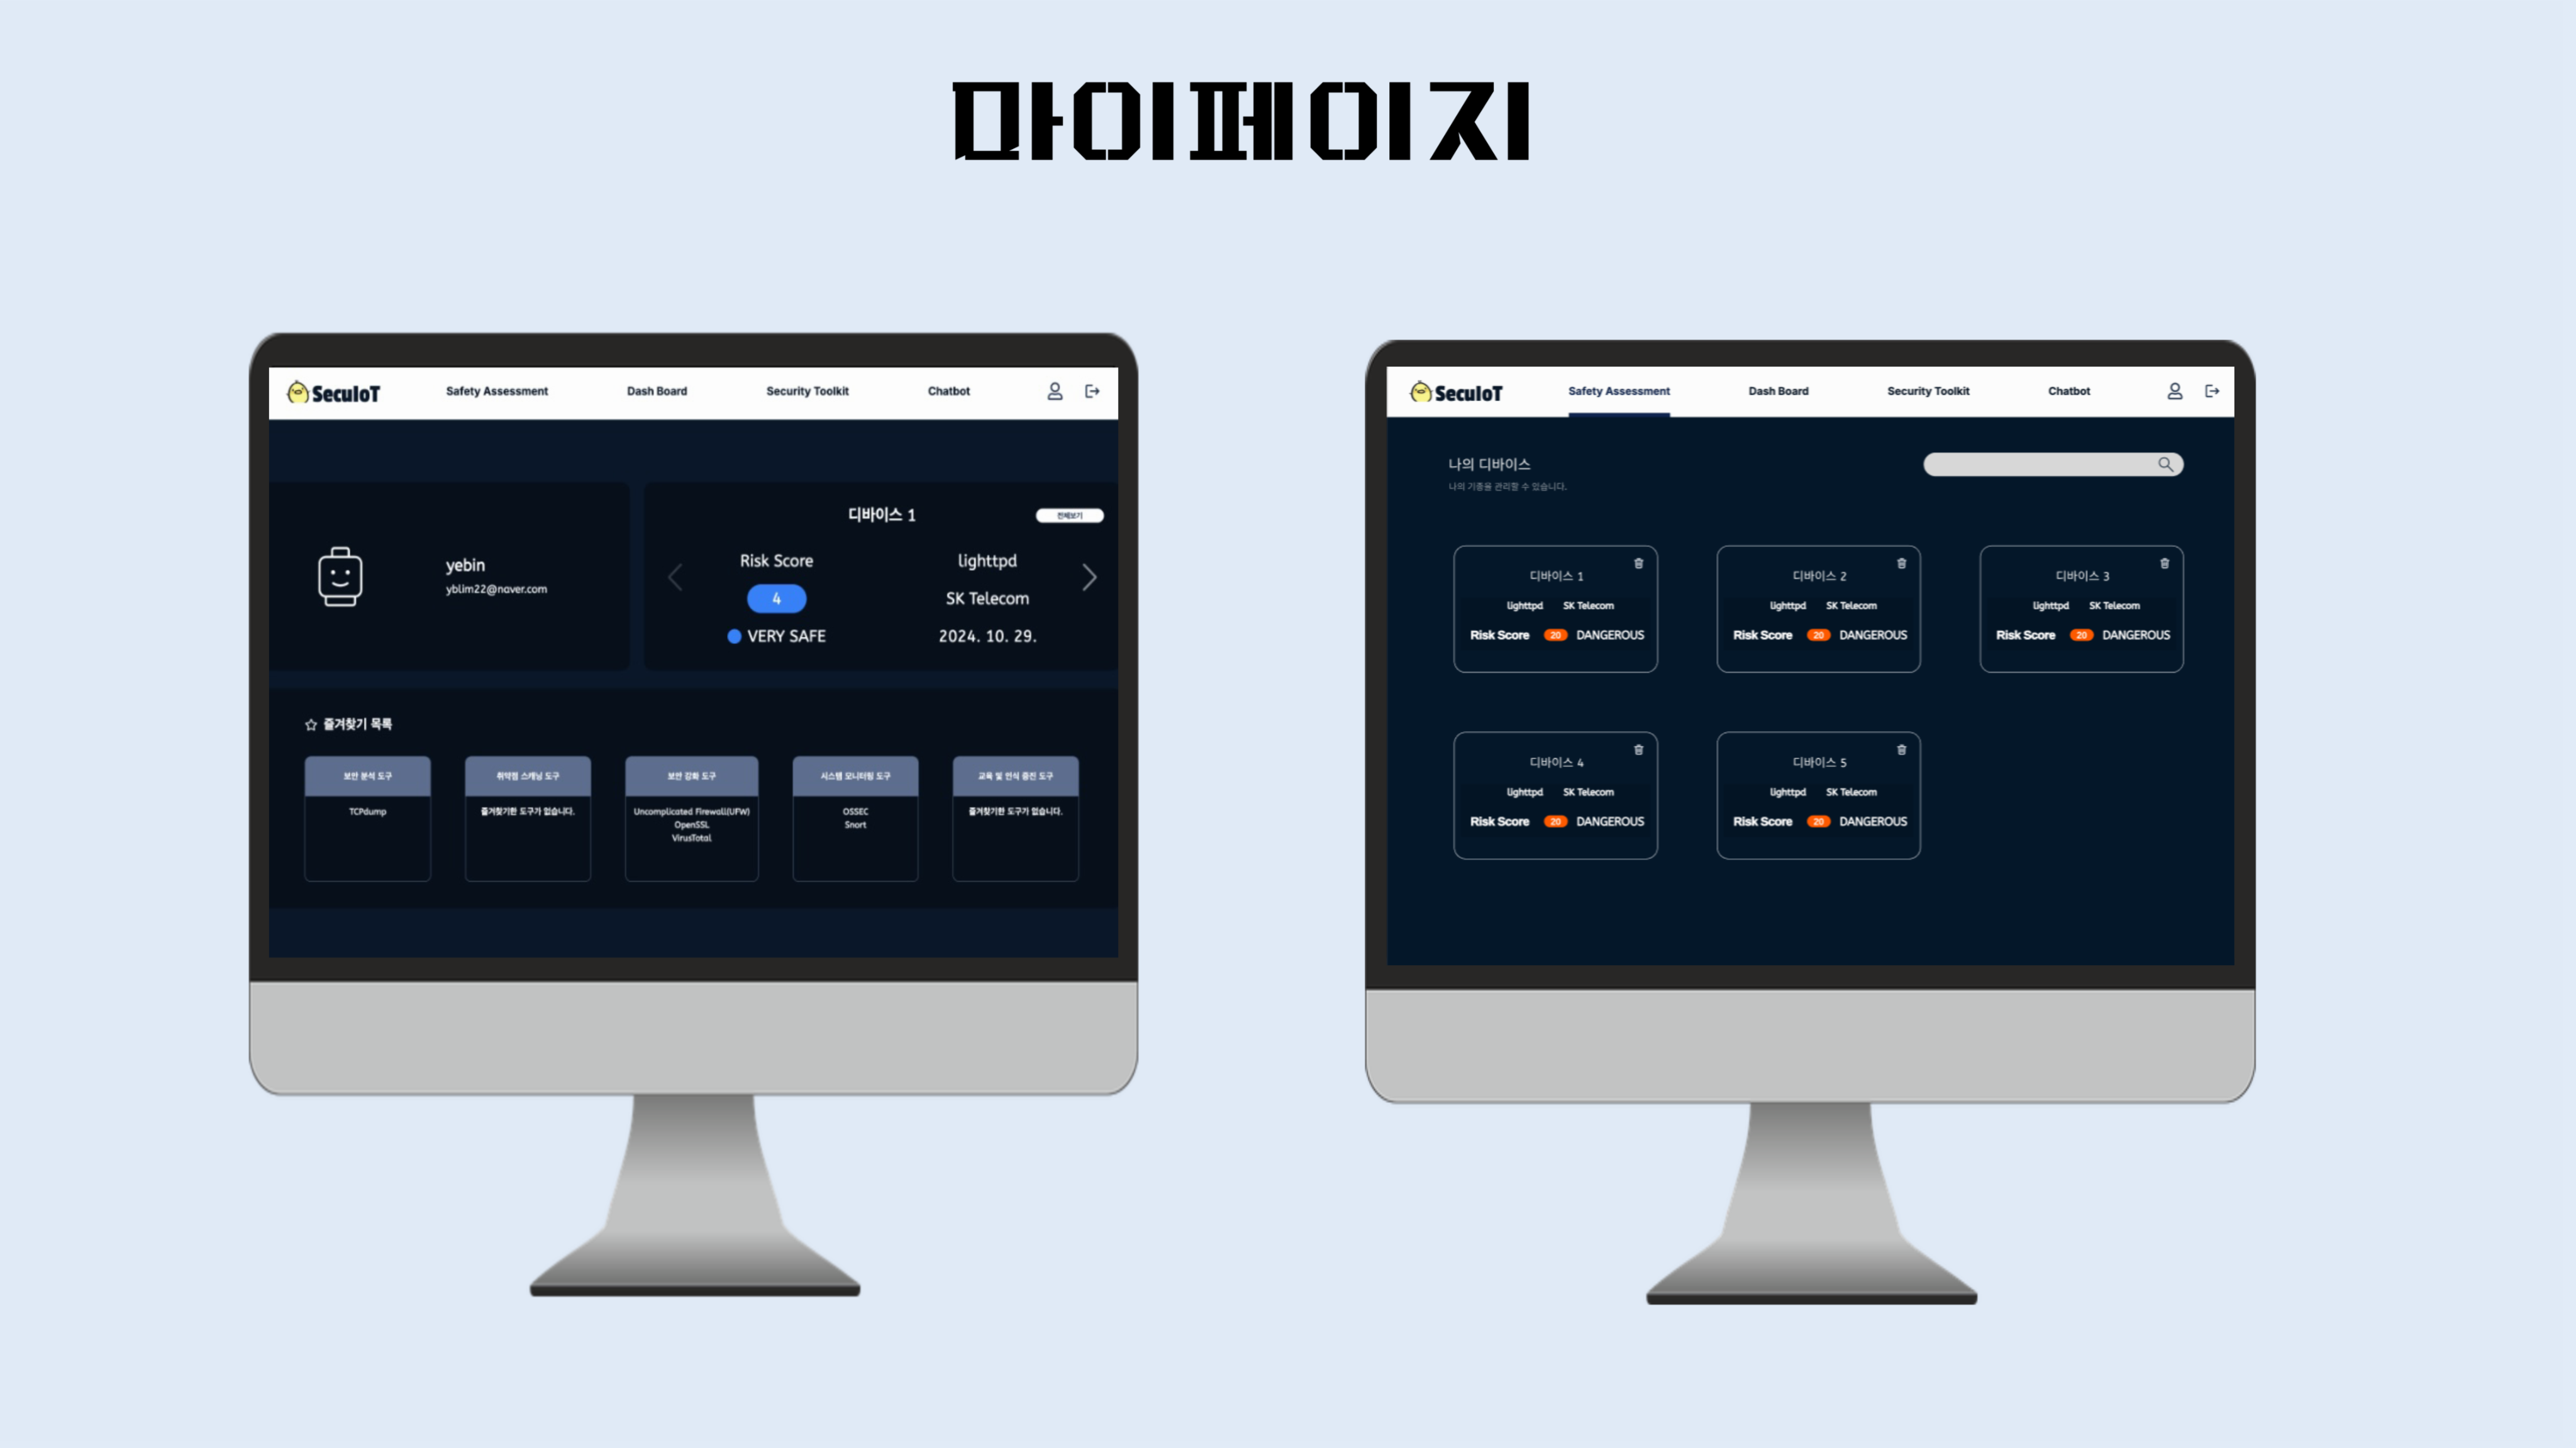 마이페이지
SecuIoT Safety Assessment Dash Board Security Toolkit Chatbot
디바이스 1 전체보기
yebin
yblim22@naver.com
Risk Score lighttpd
4 SK Telecom
VERY SAFE 2024. 10. 29.
즐겨찾기 목록
보안 분석 도구 취약점 스캐닝 도구 보안 강화 도구 시스템 모니터링 도구 교육 및 인식 증진 도구
TCPdump 즐겨찾기한 도구가 없습니다. Uncomplicated Firewall(UFW) OSSEC 즐겨찾기한 도구가 없습니다.
OpenSSL Snort
VirusTotal
SecuIoT Safety Assessment Dash Board Security Toolkit Chatbot
나의 디바이스
나의 기종을 관리할 수 있습니다.
디바이스 1 디바이스 2 디바이스 3
lighttpd SK Telecom lighttpd SK Telecom lighttpd SK Telecom
Risk Score 20 DANGEROUS Risk Score 20 DANGEROUS Risk Score 20 DANGEROUS
디바이스 4 디바이스 5
lighttpd SK Telecom lighttpd SK Telecom
Risk Score 20 DANGEROUS Risk Score 20 DANGEROUS